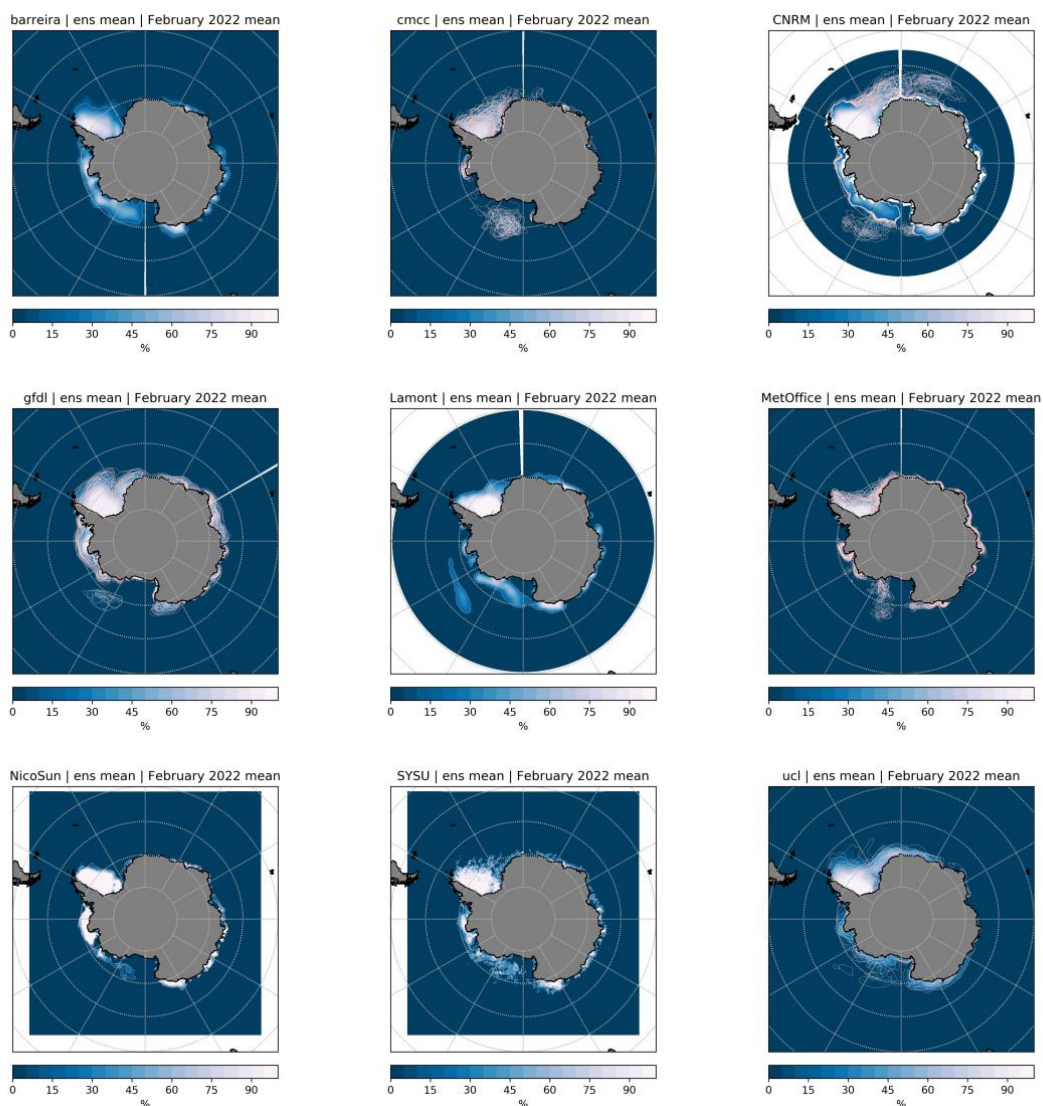 barreira | ens mean | February 2022 mean
cmcc | ens mean | February 2022 mean
CNRM | ens mean | February 2022 mean
0 15 30 45 60 75 90
%
0 15 30 45 60 75 90
%
0 15 30 45 60 75 90
%
gfdl | ens mean | February 2022 mean
Lamont | ens mean | February 2022 mean
MetOffice | ens mean | February 2022 mean
0 15 30 45 60 75 90
%
0 15 30 45 60 75 90
%
0 15 30 45 60 75 90
%
NicoSun | ens mean | February 2022 mean
SYSU | ens mean | February 2022 mean
ucl | ens mean | February 2022 mean
0 15 30 45 60 75 90
%
0 15 30 45 60 75 90
%
0 15 30 45 60 75 90
%